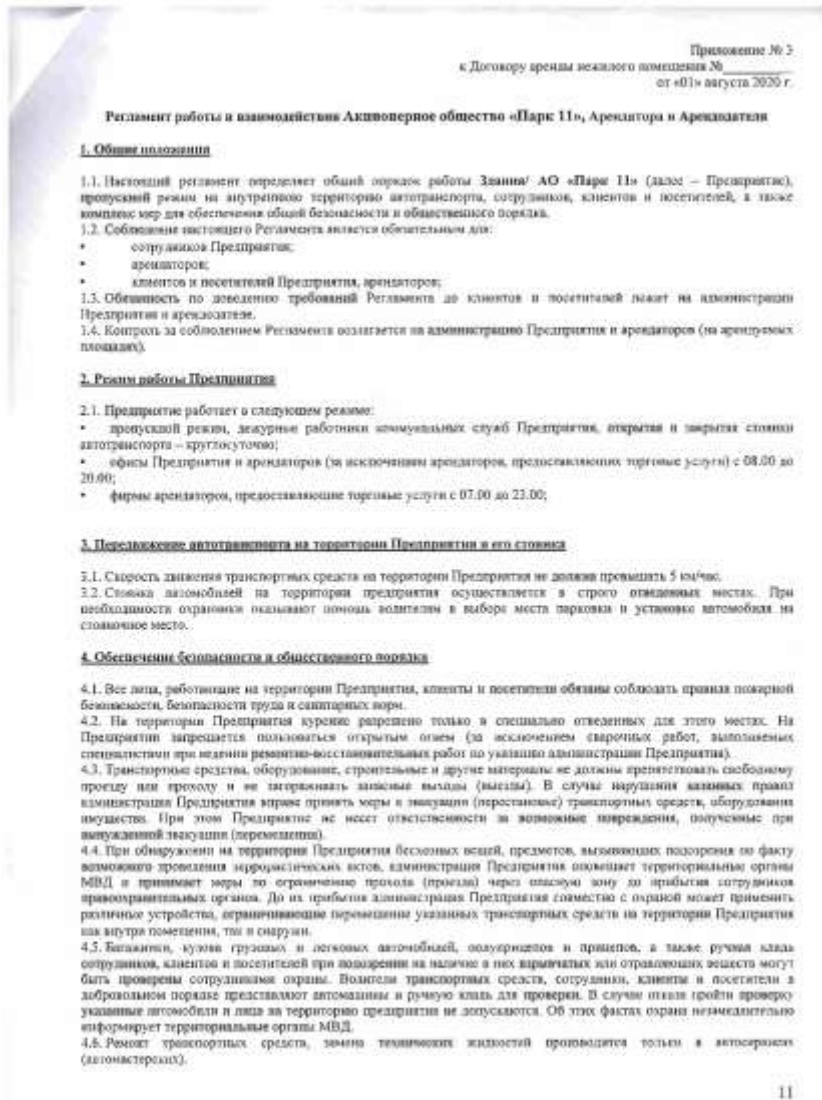 Приложение № 3
к Договору аренды нежилого помещения №__________
от «01» августа 2020 г.
Регламент работы и взаимодействия Акционерное общество «Парк 11», Арендатора и Арендодателя
1. Общие положения
1.1. Настоящий регламент определяет общий порядок работы Здания/ АО «Парк 11» (далее – Предприятие),
пропускной режим на внутреннюю территорию автотранспорта, сотрудников, клиентов и посетителей, а также
комплекс мер для обеспечения общей безопасности и общественного порядка.
1.2. Соблюдение настоящего Регламента является обязательным для:
• сотрудников Предприятия;
• арендаторов;
• клиентов и посетителей Предприятия, арендаторов;
1.3. Обязанность по доведению требований Регламента до клиентов и посетителей лежит на администрации
Предприятия и арендодателе.
1.4. Контроль за соблюдением Регламента возлагается на администрацию Предприятия и арендаторов (на арендуемых
площадях).
2. Режим работы Предприятия
2.1. Предприятие работает в следующем режиме:
• пропускной режим, дежурные работники коммунальных служб Предприятия, открытая и закрытая стоянки
автотранспорта – круглосуточно;
• офисы Предприятия и арендаторов (за исключением арендаторов, предоставляющих торговые услуги) с 08.00 до
20.00;
• фирмы арендаторов, предоставляющие торговые услуги с 07.00 до 23.00;
3. Передвижение автотранспорта на территории Предприятия и его стоянка
3.1. Скорость движения транспортных средств на территории Предприятия не должна превышать 5 км/час.
3.2. Стоянка автомобилей на территории предприятия осуществляется в строго отведенных местах. При
необходимости охранники оказывают помощь водителям в выборе места парковки и установке автомобиля на
стояночное место.
4. Обеспечение безопасности и общественного порядка
4.1. Все лица, работающие на территории Предприятия, клиенты и посетители обязаны соблюдать правила пожарной
безопасности, безопасности труда и санитарных норм.
4.2. На территории Предприятия курение разрешено только в специально отведенных для этого местах. На
Предприятии запрещается пользоваться открытым огнем (за исключением сварочных работ, выполняемых
специалистами при ведении ремонтно-восстановительных работ по указанию администрации Предприятия).
4.3. Транспортные средства, оборудование, строительные и другие материалы не должны препятствовать свободному
проезду или проходу и не загораживать запасные выходы (выезды). В случае нарушения названных правил
администрация Предприятия вправе принять меры к эвакуации (перестановке) транспортных средств, оборудования
имущества. При этом Предприятие не несет ответственности за возможные повреждения, полученные при
вынужденной эвакуации (перемещении).
4.4. При обнаружении на территории Предприятия бесхозных вещей, предметов, вызывающих подозрения по факту
возможного проведения террористических актов, администрация Предприятия оповещает территориальные органы
МВД и принимает меры по ограничению прохода (проезда) через опасную зону до прибытия сотрудников
правоохранительных органов. До их прибытия администрация Предприятия совместно с охраной может применить
различные устройства, ограничивающие перемещение указанных транспортных средств на территории Предприятия
как внутри помещения, так и снаружи.
4.5. Багажники, кузова грузовых и легковых автомобилей, полуприцепов и прицепов, а также ручная кладь
сотрудников, клиентов и посетителей при подозрении на наличие в них взрывчатых или отравляющих веществ могут
быть проверены сотрудниками охраны. Водители транспортных средств, сотрудники, клиенты и посетители в
добровольном порядке представляют автомашины и ручную кладь для проверки. В случае отказа пройти проверку
указанные автомобили и лица на территорию предприятия не допускаются. Об этих фактах охрана незамедлительно
информирует территориальные органы МВД.
4.6. Ремонт транспортных средств, замена технических жидкостей производится только в автосервисах
(автомастерских).
11